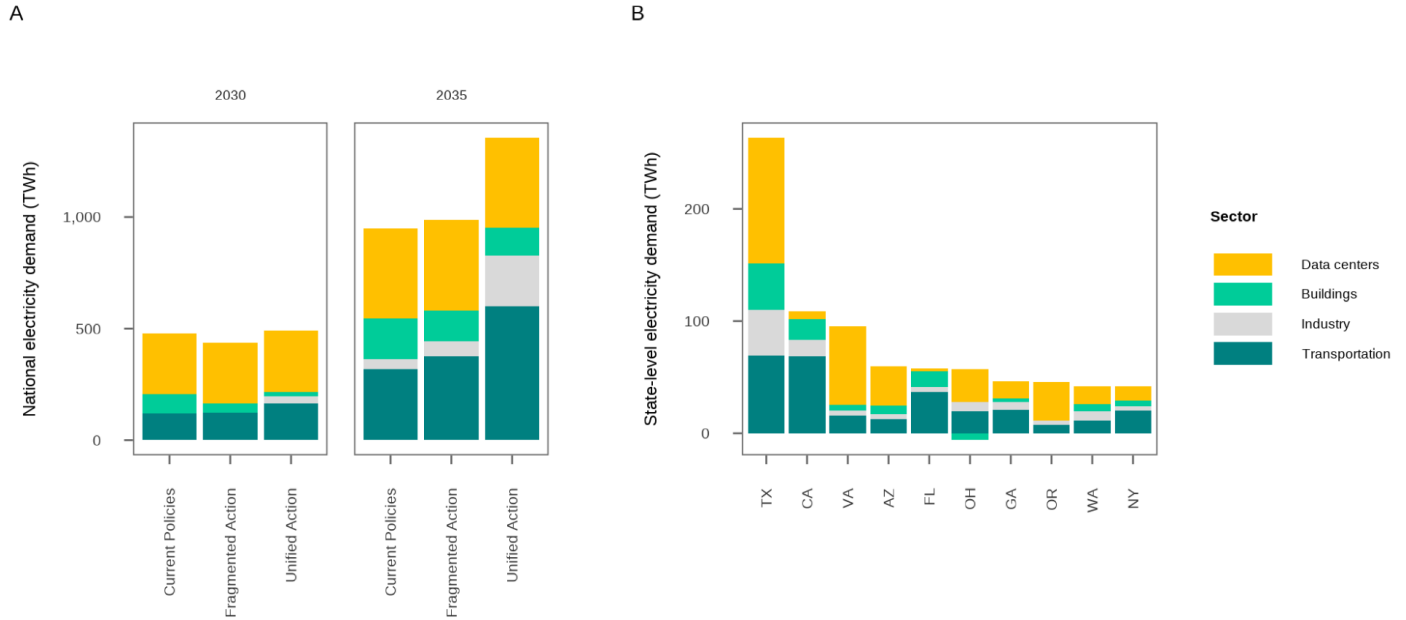 A
2030
2035
National electricity demand (TWh)
1,000
500
0
Current Policies
Fragmented Action
Unified Action
Current Policies
Fragmented Action
Unified Action
B
State-level electricity demand (TWh)
200
100
0
TX
CA
VA
AZ
FL
OH
GA
OR
WA
NY
Sector
Data centers
Buildings
Industry
Transportation